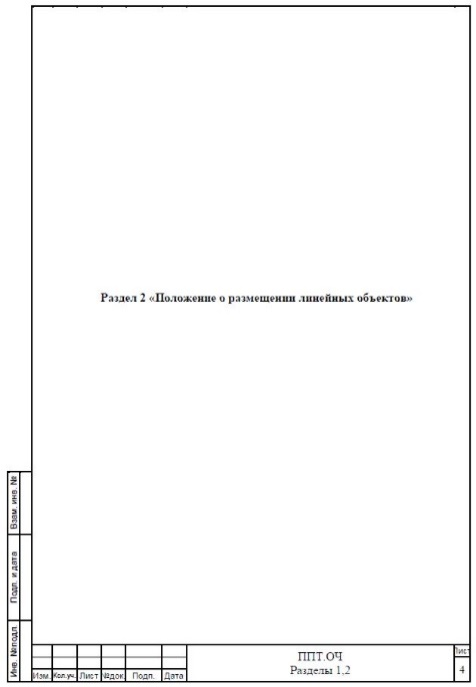 Раздел 2 «Положение о размещении линейных объектов»
Взам. инв. №
Подп. и дата
Инв. №подл.
Изм. Кол.уч. Лист №док. Подп. Дата
ППТ.ОЧ
Разделы 1,2
Лист
4